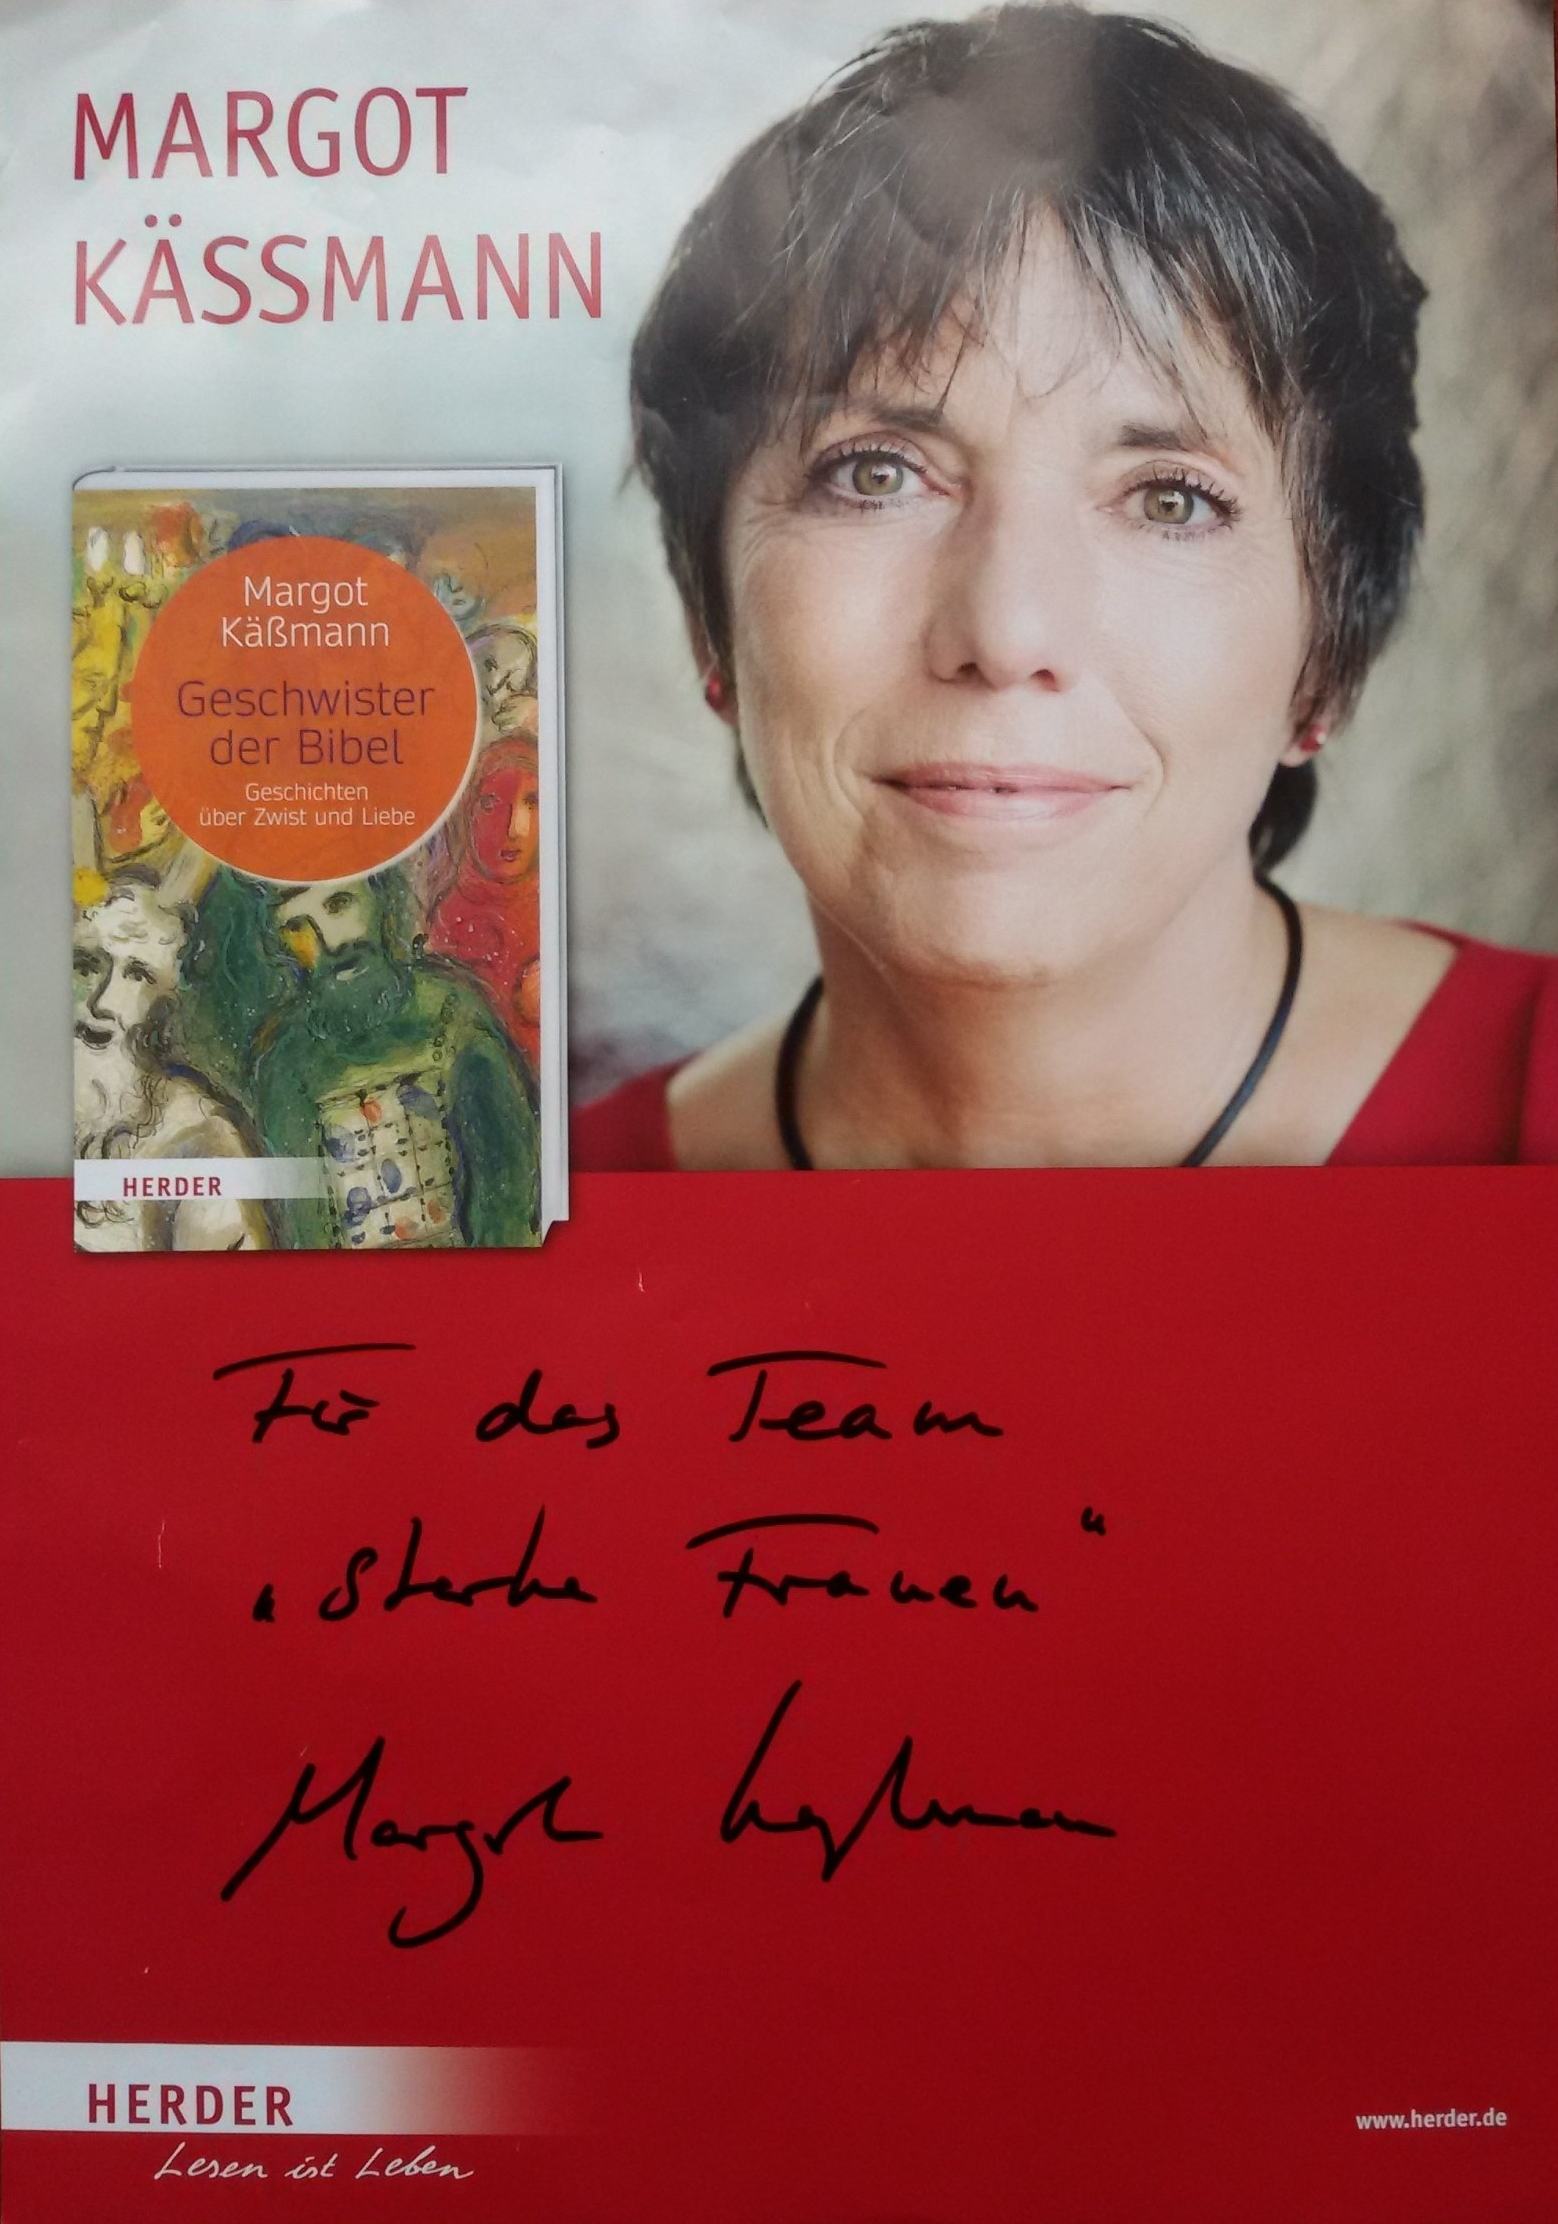 MARGOT
KÄSSMANN
Margot
Käßmann
Geschwister
der Bibel
Geschichten
über Zwist und Liebe
HERDER
Für das Team
„Starke Frauen“
Margot Käßmann
HERDER
Lesen ist Leben
www.herder.de